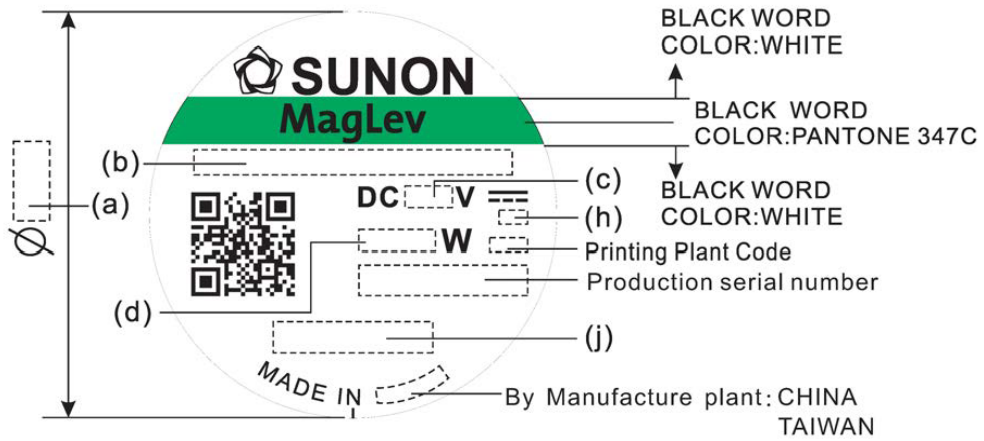 BLACK WORD
COLOR:WHITE
SUNON
MagLev
BLACK WORD
COLOR:PANTONE 347C
(b)
(c)
DC V
BLACK WORD
COLOR:WHITE
(a)
(h)
Ø
W
Printing Plant Code
Production serial number
(d)
(j)
MADE IN
By Manufacture plant: CHINA
TAIWAN